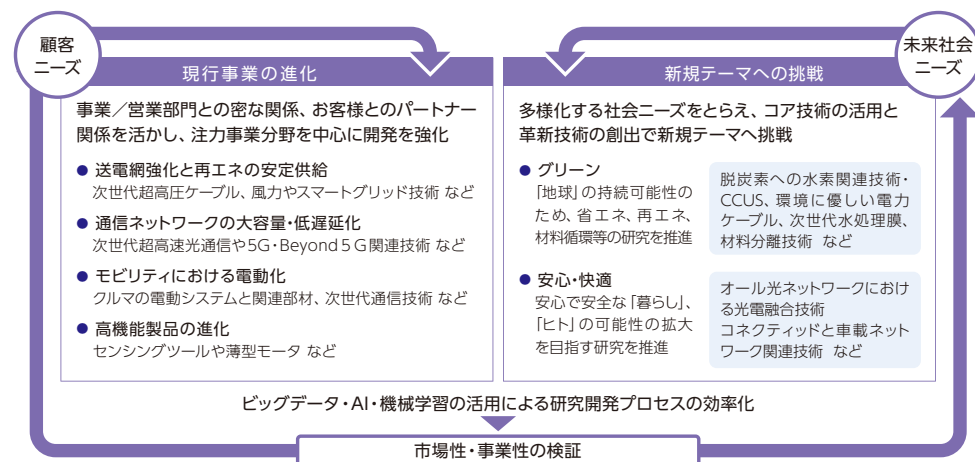 顧客
ニーズ
未来社会
ニーズ
現行事業の進化
事業／営業部門との密な関係、お客様とのパートナー
関係を活かし、注力事業分野を中心に開発を強化
● 送電網強化と再エネの安定供給
次世代超高圧ケーブル、風力やスマートグリッド技術 など
● 通信ネットワークの大容量・低遅延化
次世代超高速光通信や5G・Beyond 5 G関連技術 など
● モビリティにおける電動化
クルマの電動システムと関連部材、次世代通信技術 など
● 高機能製品の進化
センシングツールや薄型モータ など
新規テーマへの挑戦
多様化する社会ニーズをとらえ、コア技術の活用と
革新技術の創出で新規テーマへ挑戦
● グリーン
「地球」の持続可能性の
ため、省エネ、再エネ、
材料循環等の研究を推進
脱炭素への水素関連技術・
CCUS、環境に優しい電力
ケーブル、次世代水処理膜、
材料分離技術 など
● 安心・快適
安心で安全な「暮らし」、
「ヒト」の可能性の拡大
を目指す研究を推進
オール光ネットワークにおけ
る光電融合技術
コネクティッドと車載ネット
ワーク関連技術 など
ビッグデータ・AI・機械学習の活用による研究開発プロセスの効率化
市場性・事業性の検証